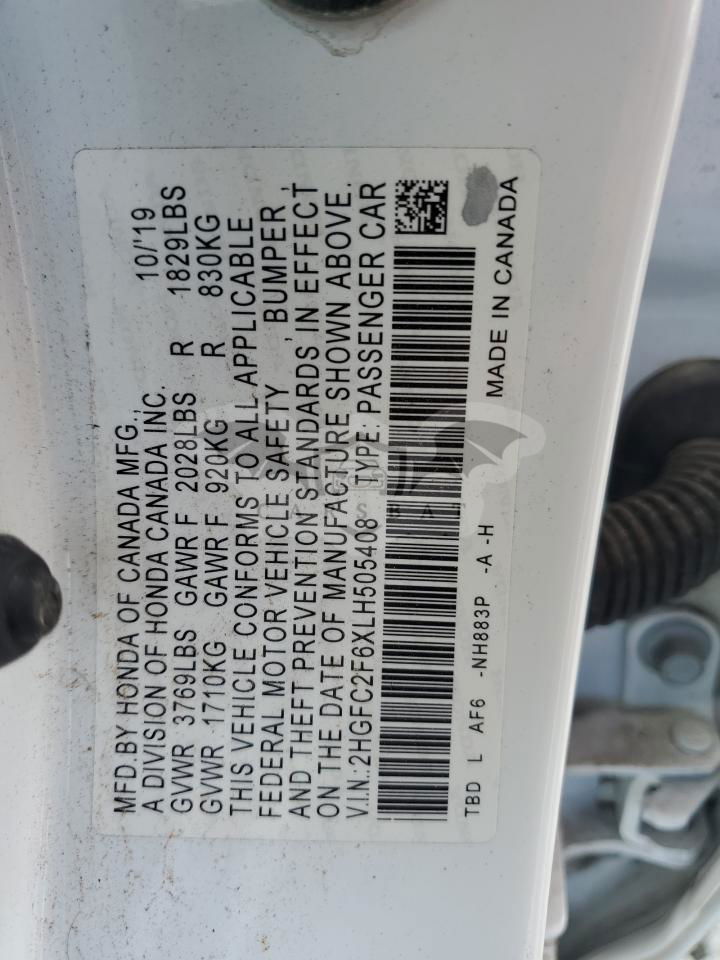 MFD.BY HONDA OF CANADA MFG., 10/'19
A DIVISION OF HONDA CANADA INC.
GVWR 3769LBS GAWR F 2028LBS R 1829LBS
GVWR 1710KG GAWR F 920KG R 830KG
THIS VEHICLE CONFORMS TO ALL APPLICABLE
FEDERAL MOTOR VEHICLE SAFETY , BUMPER ,
AND THEFT PREVENTION STANDARDS IN EFFECT
ON THE DATE OF MANUFACTURE SHOWN ABOVE.
V.I.N.:2HGFC2F6XLH505408 TYPE: PASSENGER CAR
TBD L AF6 -NH883P -A -H MADE IN CANADA